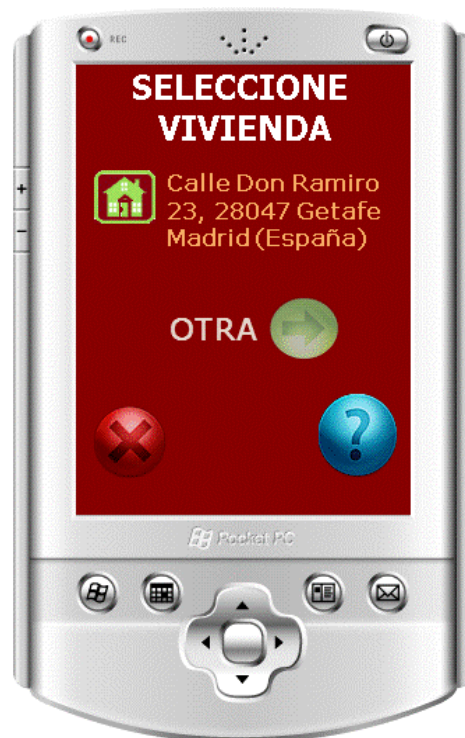 REC
SELECCIONE
VIVIENDA
Calle Don Ramiro
23, 28047 Getafe
Madrid (España)
OTRA
?
Pocket PC
+
-